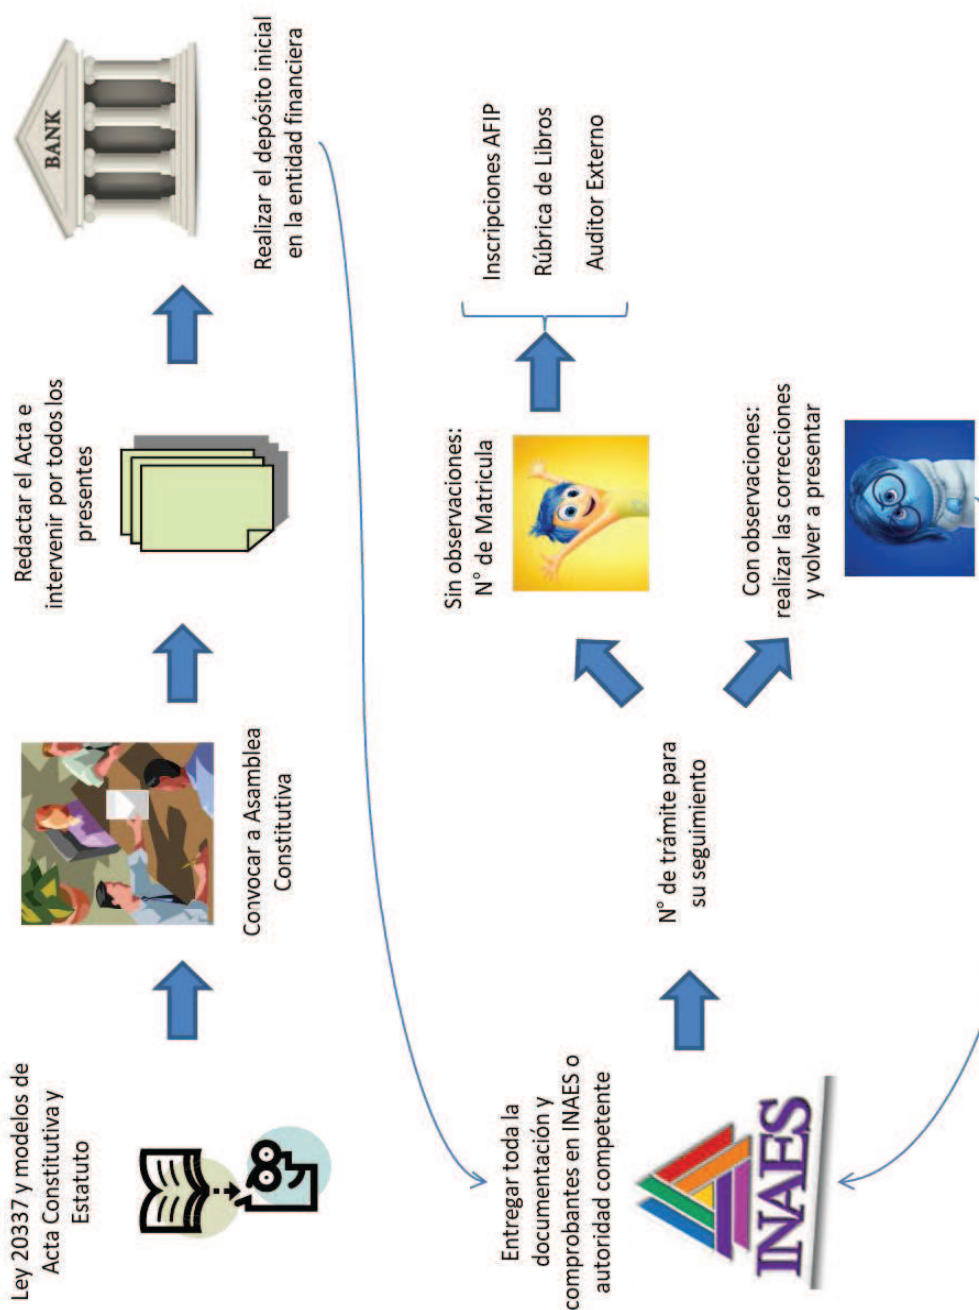 Ley 20337 y modelos de
Acta Constitutiva y
Estatuto
Convocar a Asamblea
Constitutiva
Redactar el Acta e
intervenir por todos los
presentes
BANK
Realizar el depósito inicial
en la entidad financiera
Entregar toda la
documentación y
comprobantes en INAES o
autoridad competente
INAES
N° de trámite para
su seguimiento
Sin observaciones:
N° de Matricula
Inscripciones AFIP
Rúbrica de Libros
Auditor Externo
Con observaciones:
realizar las correcciones
y volver a presentar